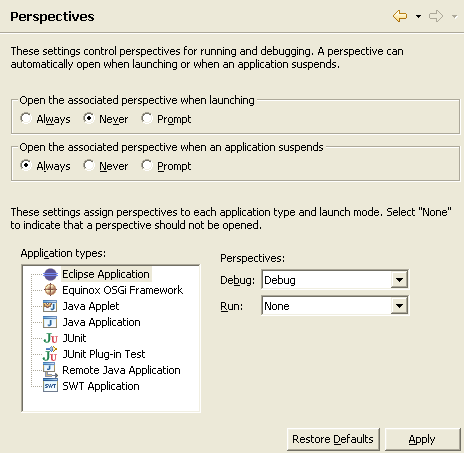 Perspectives
These settings control perspectives for running and debugging. A perspective can
automatically open when launching or when an application suspends.
Open the associated perspective when launching
Always Never Prompt
Open the associated perspective when an application suspends
Always Never Prompt
These settings assign perspectives to each application type and launch mode. Select "None"
to indicate that a perspective should not be opened.
Application types:
Eclipse Application
Equinox OSGi Framework
Java Applet
Java Application
JU JUnit
JU JUnit Plug-in Test
Remote Java Application
SWT SWT Application
Perspectives:
Debug: Debug
Run: None
Restore Defaults Apply